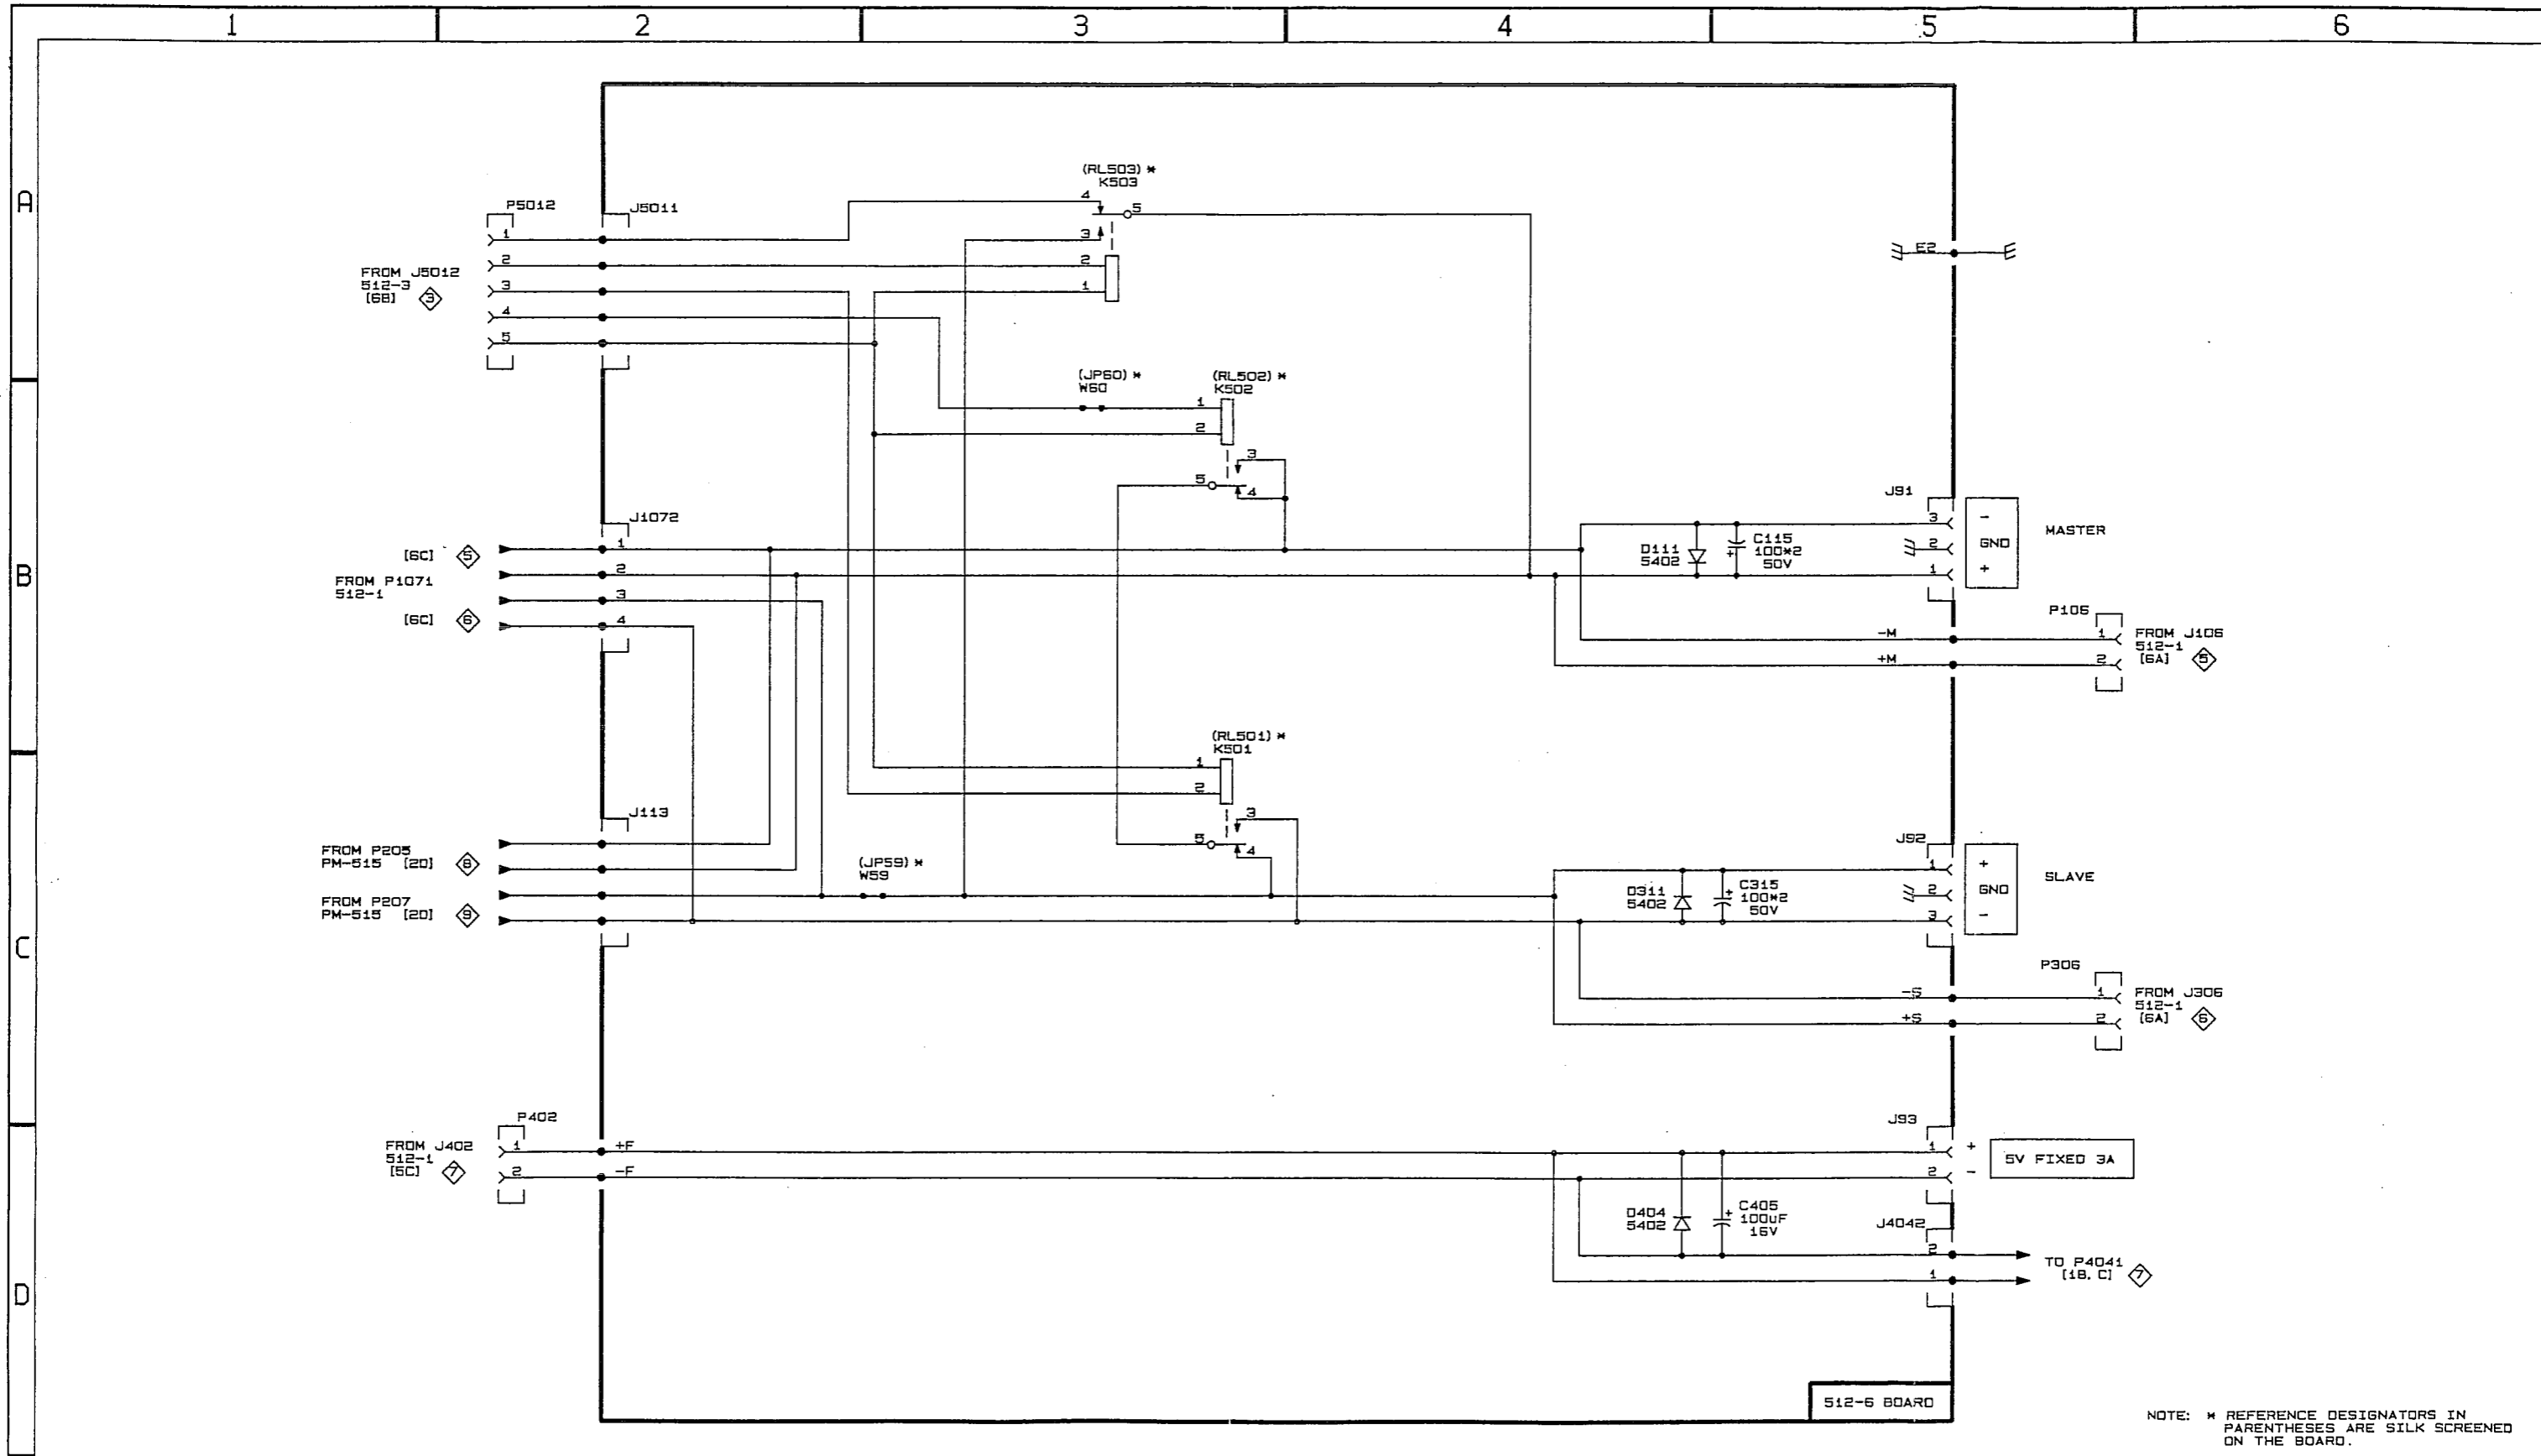 1 2 3 4 5 6
A
B
C
D
(RL503) *
K503
4
5
3
2
1
P5012
J5011
1
2
3
4
5
FROM J5012
512-3
[6B] 3
E2
(JP60) *
W60
(RL502) *
K502
1
2
3
5
4
J1072
1
2
3
4
[6C] 5
FROM P1071
512-1
[6C] 6
D111
5402
C115
100*2
50V
+
J91
3
2
1
-
GND
+
MASTER
P106
-M
+M
1
2
FROM J106
512-1
[6A] 5
(RL501) *
K501
1
2
3
5
4
J113
FROM P205
PM-515 [2D] 8
FROM P207
PM-515 [2D] 9
(JP59) *
W59
D311
5402
+
C315
100*2
50V
J92
1
2
3
+
GND
-
SLAVE
P306
-S
+S
1
2
FROM J306
512-1
[6A] 6
P402
FROM J402
512-1
[5C] 7
1
2
+F
-F
J93
1
2
+
-
5V FIXED 3A
D404
5402
+
C405
100uF
16V
J4042
2
1
TO P4041
[1B, C] 7
512-6 BOARD
NOTE: * REFERENCE DESIGNATORS IN
PARENTHESES ARE SILK SCREENED
ON THE BOARD.